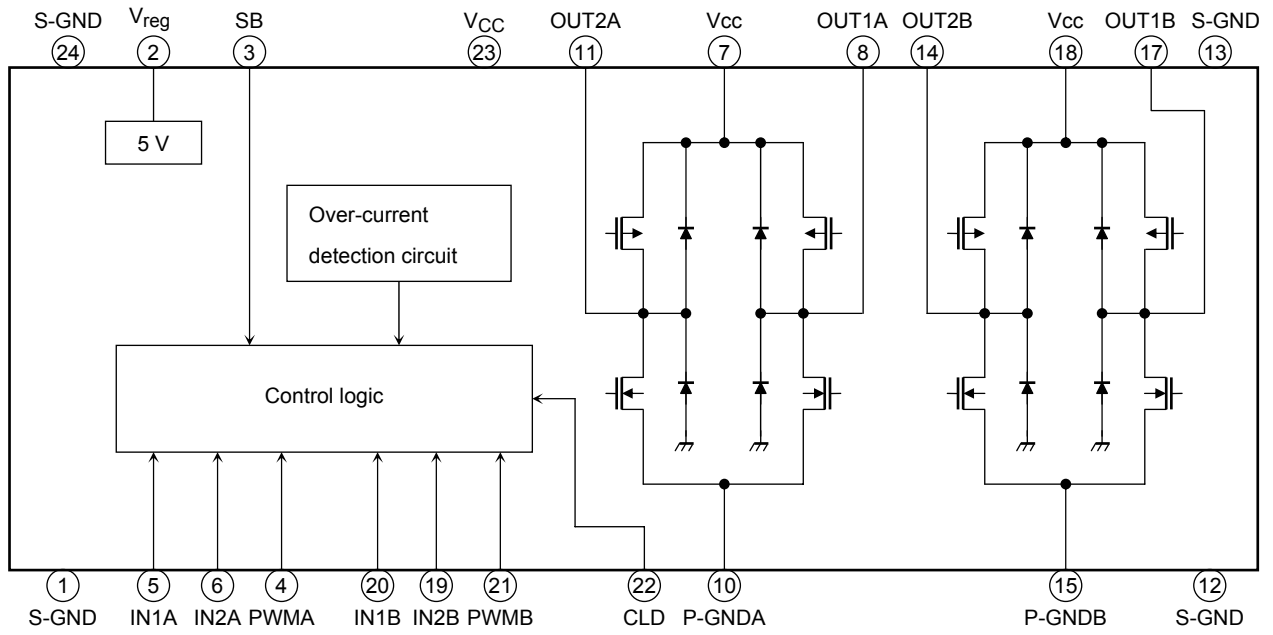 S-GND Vreg SB VCC OUT2A Vcc OUT1A OUT2B Vcc OUT1B S-GND
24 2 3 23 11 7 8 14 18 17 13
5 V
Over-current
detection circuit
Control logic
1 5 6 4 20 19 21 22 10 15 12
S-GND IN1A IN2A PWMA IN1B IN2B PWMB CLD P-GNDA P-GNDB S-GND